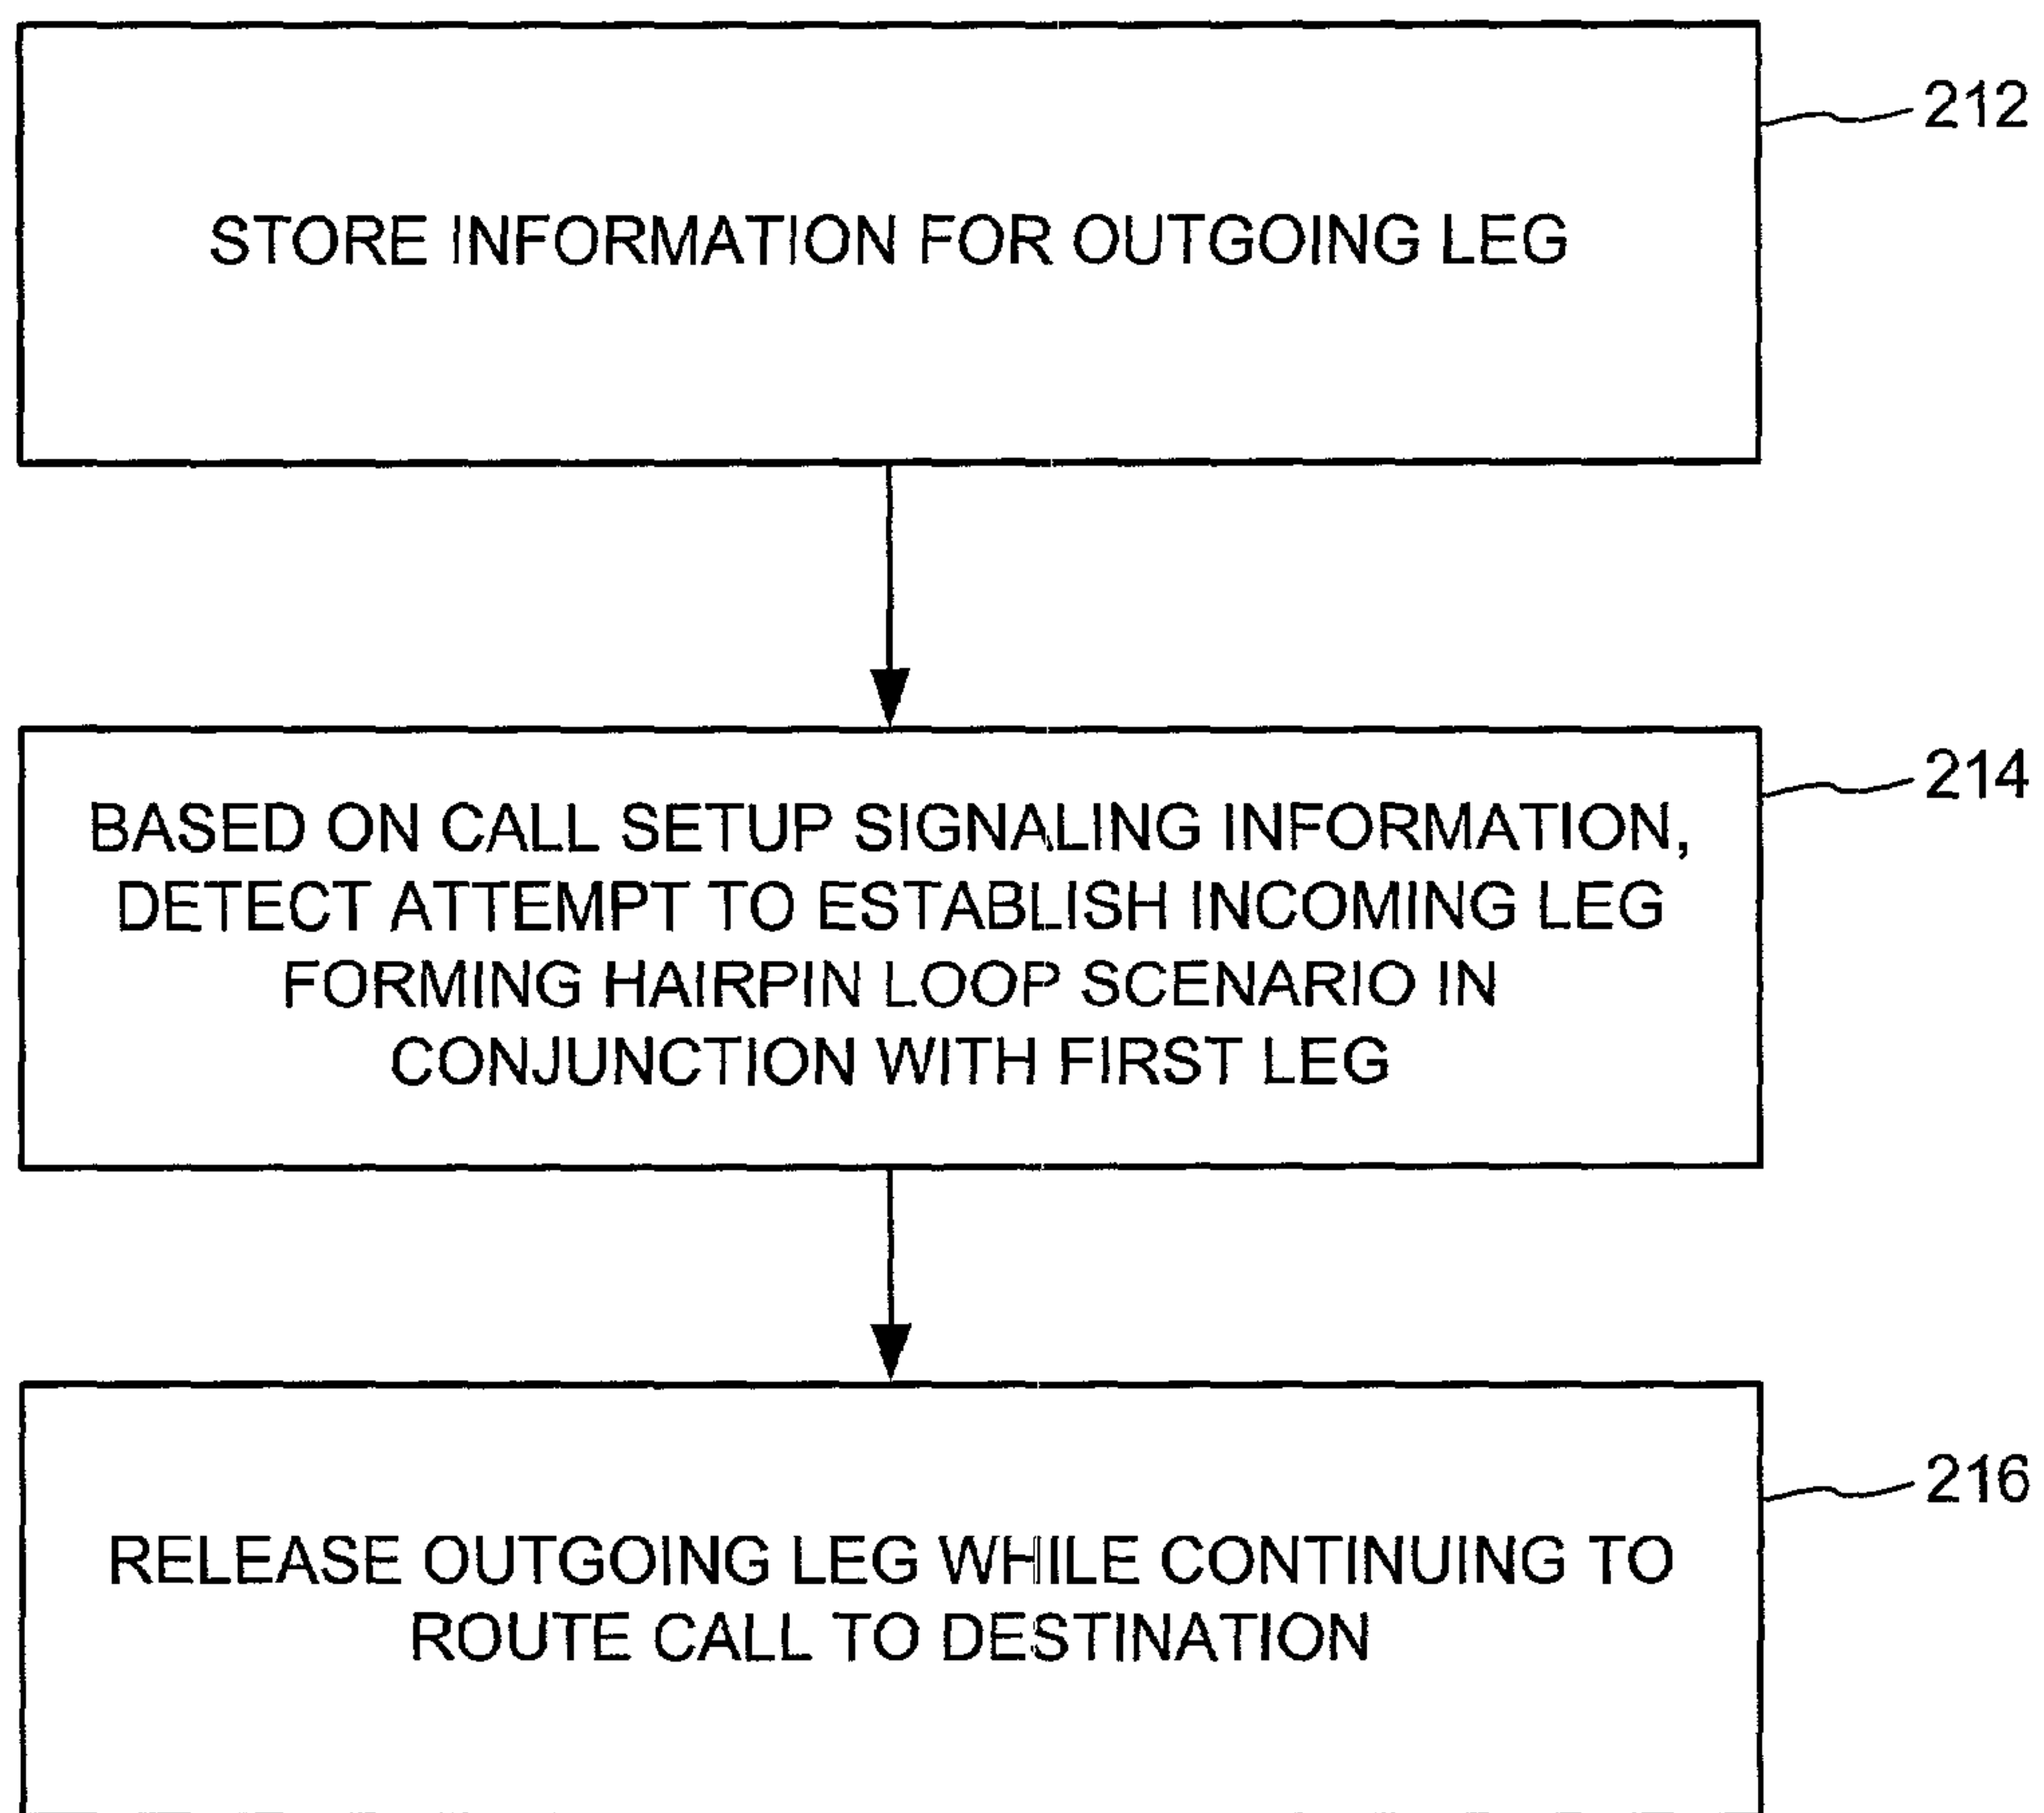 212
STORE INFORMATION FOR OUTGOING LEG
214
BASED ON CALL SETUP SIGNALING INFORMATION,
DETECT ATTEMPT TO ESTABLISH INCOMING LEG
FORMING HAIRPIN LOOP SCENARIO IN
CONJUNCTION WITH FIRST LEG
216
RELEASE OUTGOING LEG WHILE CONTINUING TO
ROUTE CALL TO DESTINATION